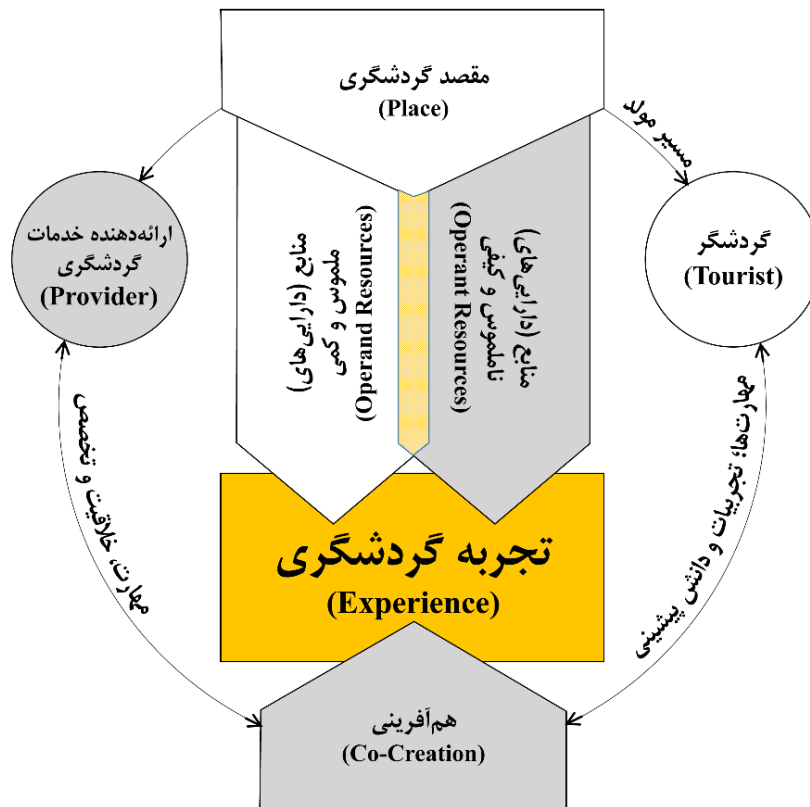 مقصد گردشگری
(Place)
مسیر مولد
ارائه‌دهنده خدمات
گردشگری
(Provider)
گردشگر
(Tourist)
منابع (دارایی‌های)
ملموس و کمی
(Operand Resources)
منابع (دارایی‌های)
ناملموس و کیفی
(Operant Resources)
مهارت، خلاقیت و تخصص
مهارت‌ها؛ تجربیات و دانش پیشینی
تجربه گردشگری
(Experience)
هم‌آفرینی
(Co-Creation)